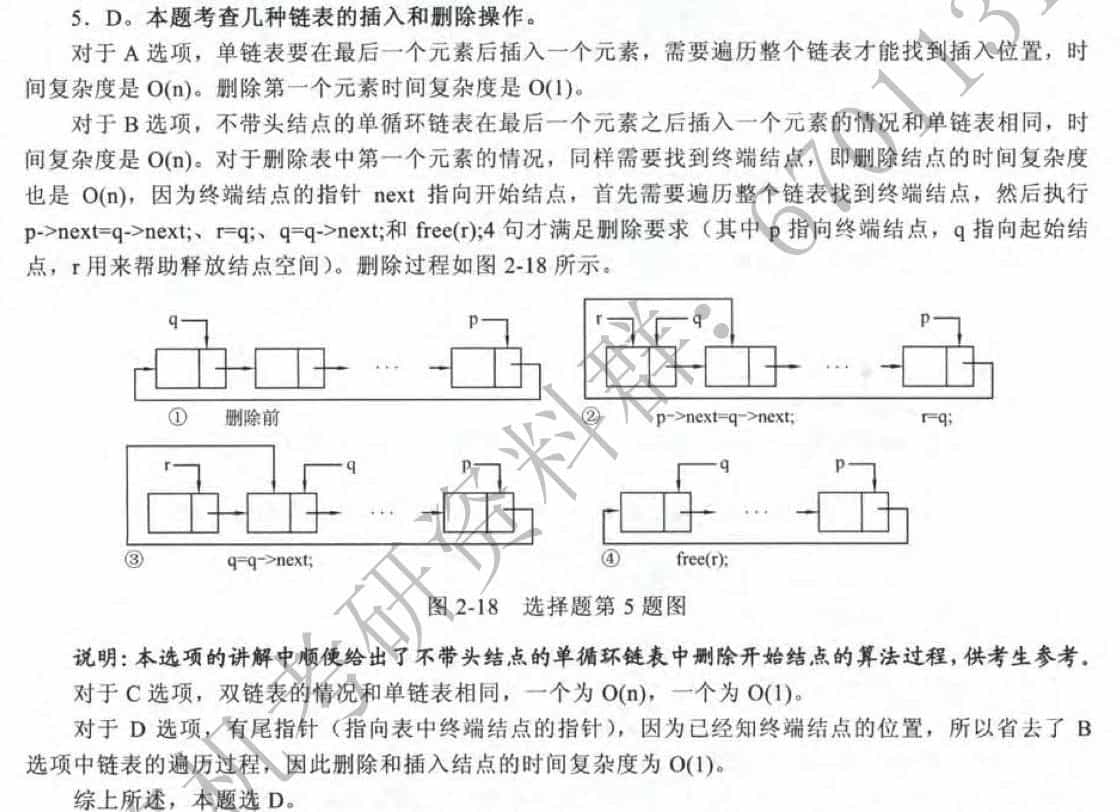 5. D。本题考查几种链表的插入和删除操作。
对于 A 选项，单链表要在最后一个元素后插入一个元素，需要遍历整个链表才能找到插入位置，时
间复杂度是 O(n)。删除第一个元素时间复杂度是 O(1)。
对于 B 选项，不带头结点的单循环链表在最后一个元素之后插入一个元素的情况和单链表相同，时
间复杂度是 O(n)。对于删除表中第一个元素的情况，同样需要找到终端结点，即删除结点的时间复杂度
也是 O(n)，因为终端结点的指针 next 指向开始结点，首先需要遍历整个链表找到终端结点，然后执行
p->next=q->next;、r=q;、q=q->next;和 free(r);4 句才满足删除要求（其中 p 指向终端结点，q 指向起始结
点，r 用来帮助释放结点空间）。删除过程如图 2-18 所示。
q p
r q p
① 删除前
② p->next=q->next; r=q;
r q p
q p
③ q=q->next;
④ free(r);
图 2-18 选择题第 5 题图
说明：本选项的讲解中顺便给出了不带头结点的单循环链表中删除开始结点的算法过程，供考生参考。
对于 C 选项，双链表的情况和单链表相同，一个为 O(n)，一个为 O(1)。
对于 D 选项，有尾指针（指向表中终端结点的指针），因为已经知终端结点的位置，所以省去了 B
选项中链表的遍历过程，因此删除和插入结点的时间复杂度为 O(1)。
综上所述，本题选 D。
机考研资料群：6701131